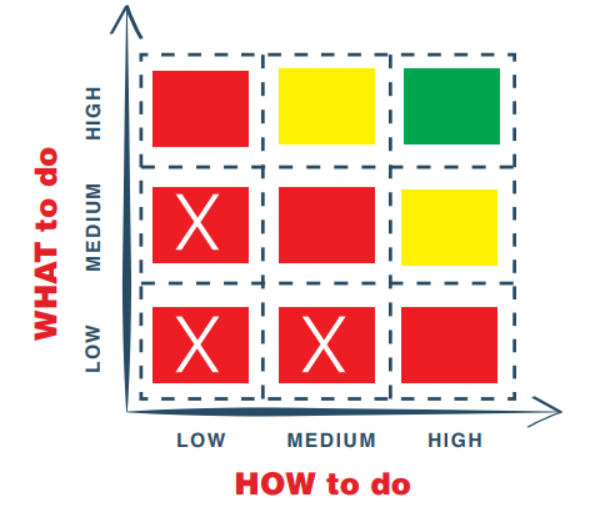 WHAT to do
HIGH
MEDIUM
LOW
X
X X
LOW MEDIUM HIGH
HOW to do